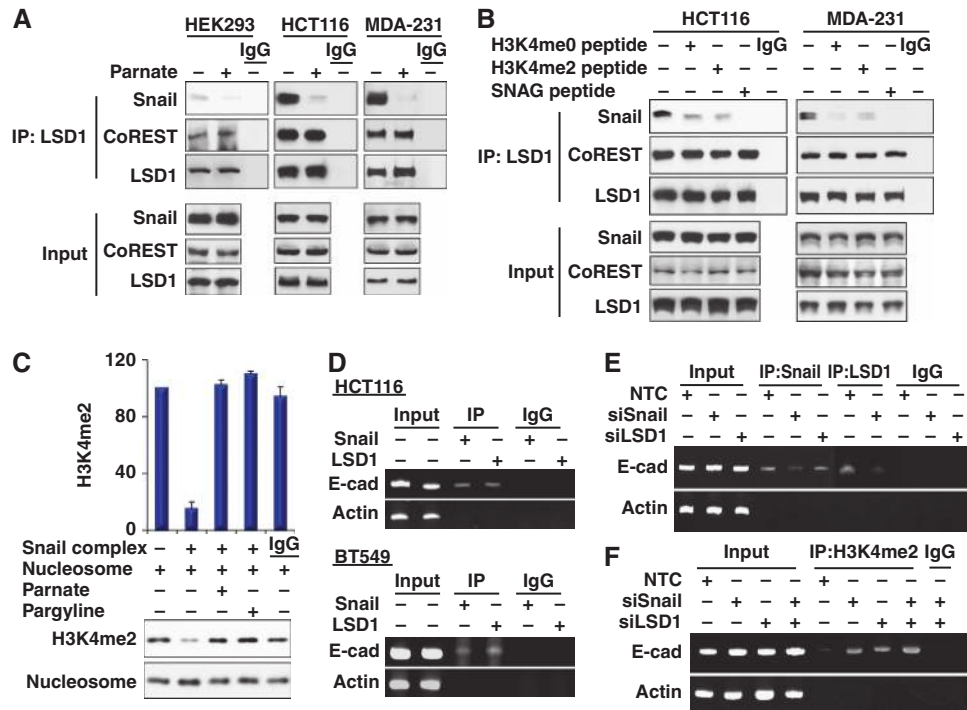 A
HEK293 HCT116 MDA-231
IgG IgG IgG
Parnate – + – – + – – + –
IP: LSD1
Snail
CoREST
LSD1
Input
Snail
CoREST
LSD1
B
HCT116 MDA-231
H3K4me0 peptide – + – – IgG – + – – IgG
H3K4me2 peptide – – + – – – – + – –
SNAG peptide – – – + – – – – + –
IP: LSD1
Snail
CoREST
LSD1
Input
Snail
CoREST
LSD1
C
H3K4me2
120
80
40
0
Snail complex – + + + IgG
Nucleosome + + + + +
Parnate +
Pargyline +
H3K4me2
Nucleosome
D
HCT116
Input IP IgG
Snail – – + – + –
LSD1 – – – + – +
E-cad
Actin
BT549
Input IP IgG
Snail – – + – + –
LSD1 – – – + – +
E-cad
Actin
E
Input IP:Snail IP:LSD1 IgG
NTC + – – + – – + – + – –
siSnail – + – – + – – + – + –
siLSD1 – – + – – + – – – – +
E-cad
Actin
F
Input IP:H3K4me2 IgG
NTC + – – – + – – – –
siSnail – + – + – + – + +
siLSD1 – – + + – – + + +
E-cad
Actin